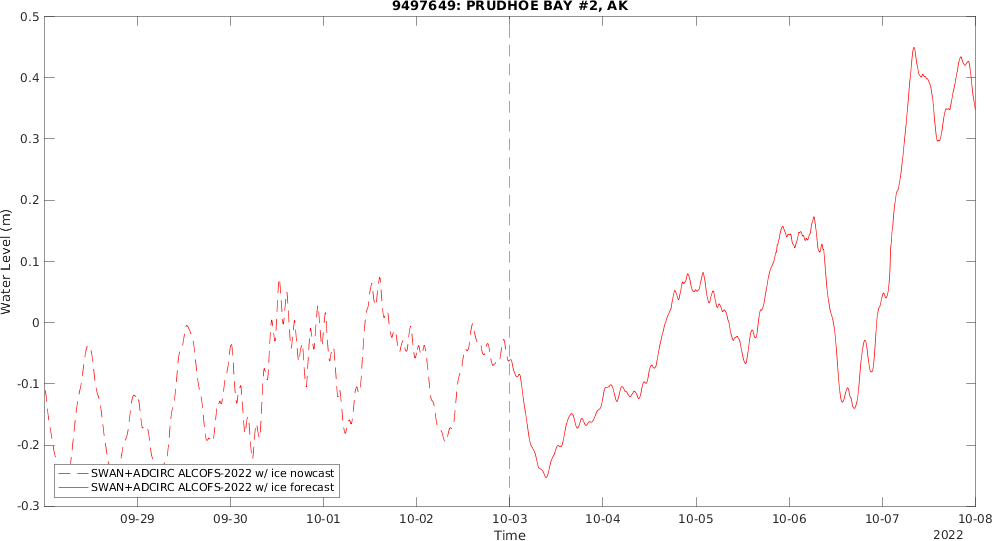 9497649: PRUDHOE BAY #2, AK
0.5
0.4
0.3
0.2
0.1
0
-0.1
-0.2
-0.3
Water Level (m)
SWAN+ADCIRC ALCOFS-2022 w/ ice nowcast
SWAN+ADCIRC ALCOFS-2022 w/ ice forecast
09-29 09-30 10-01 10-02 10-03 10-04 10-05 10-06 10-07 10-08
Time
2022